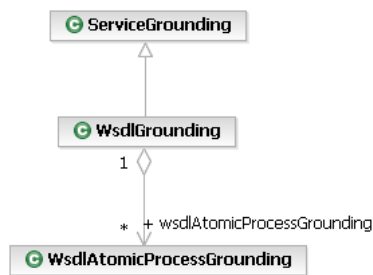 ServiceGrounding
WsdlGrounding
1
* + wsdlAtomicProcessGrounding
WsdlAtomicProcessGrounding